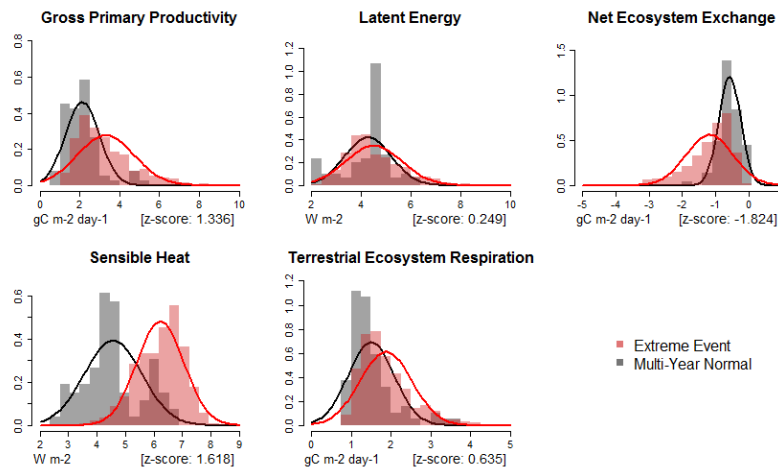 Gross Primary Productivity
0.0 0.2 0.4 0.6 0.8
0 2 4 6 8 10
gC m-2 day-1 [z-score: 1.336]
Latent Energy
0.0 0.2 0.4 0.6 0.8 1.0 1.2
2 4 6 8 10
W m-2 [z-score: 0.249]
Net Ecosystem Exchange
0.0 0.5 1.0 1.5
-5 -4 -3 -2 -1 0
gC m-2 day-1 [z-score: -1.824]
Sensible Heat
0.0 0.2 0.4 0.6
2 3 4 5 6 7 8 9
W m-2 [z-score: 1.618]
Terrestrial Ecosystem Respiration
0.0 0.2 0.4 0.6 0.8 1.0 1.2
0 1 2 3 4 5
gC m-2 day-1 [z-score: 0.635]
Extreme Event
Multi-Year Normal